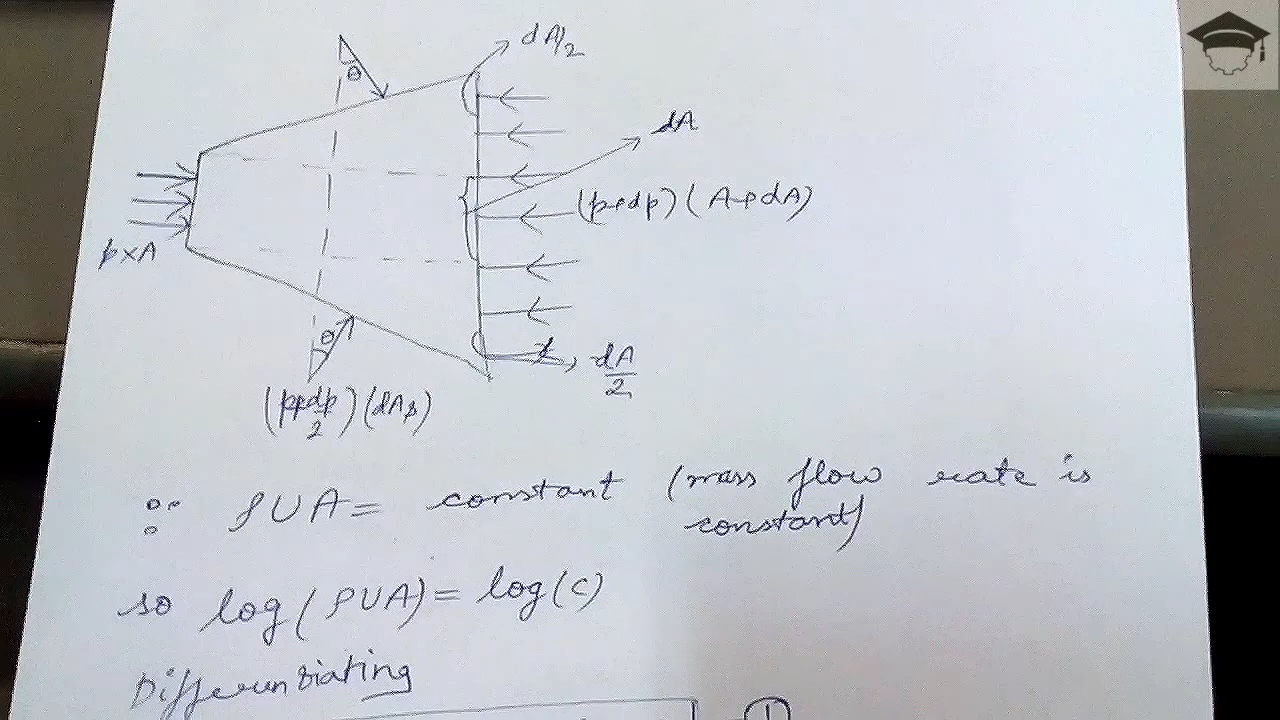 dA/2
θ
dA
(p+dp)(A+dA)
p×A
θ
dA/2
(p+dp/2)(dAp)
∵ ρUA = constant (mass flow rate is
constant)
so log(ρUA) = log(C)
Differentiating
①